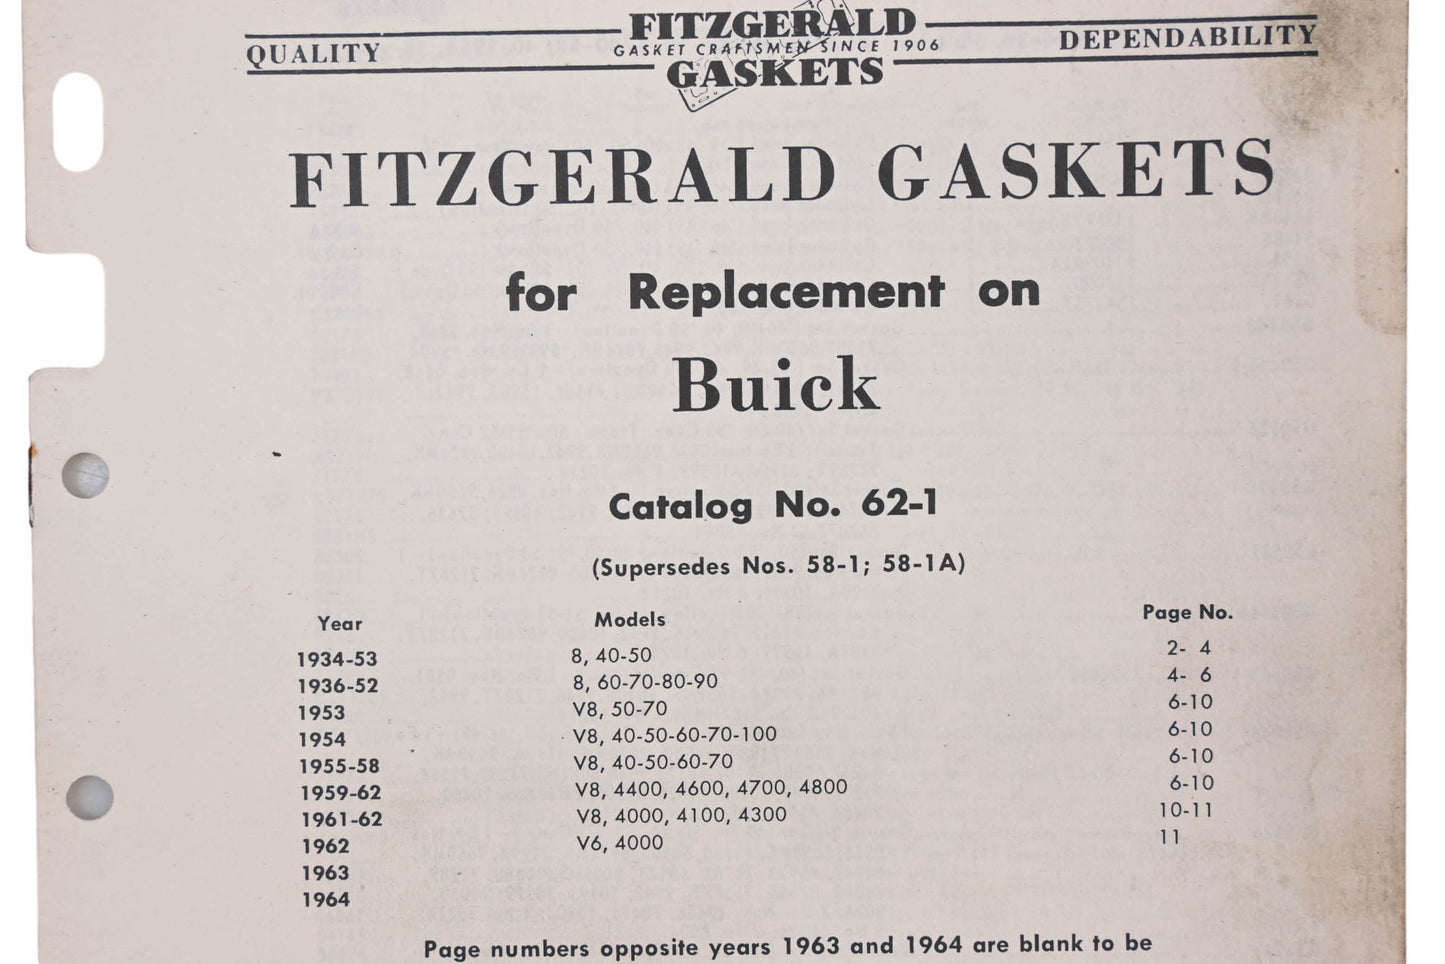 FITZGERALD
QUALITY GASKET CRAFTSMEN SINCE 1906 DEPENDABILITY
GASKETS
FITZGERALD GASKETS
for Replacement on
Buick
Catalog No. 62-1
(Supersedes Nos. 58-1; 58-1A)
Year Models Page No.
1934-53 8, 40-50 2- 4
1936-52 8, 60-70-80-90 4- 6
1953 V8, 50-70 6-10
1954 V8, 40-50-60-70-100 6-10
1955-58 V8, 40-50-60-70 6-10
1959-62 V8, 4400, 4600, 4700, 4800 6-10
1961-62 V8, 4000, 4100, 4300 10-11
1962 V6, 4000 11
1963
1964
Page numbers opposite years 1963 and 1964 are blank to be